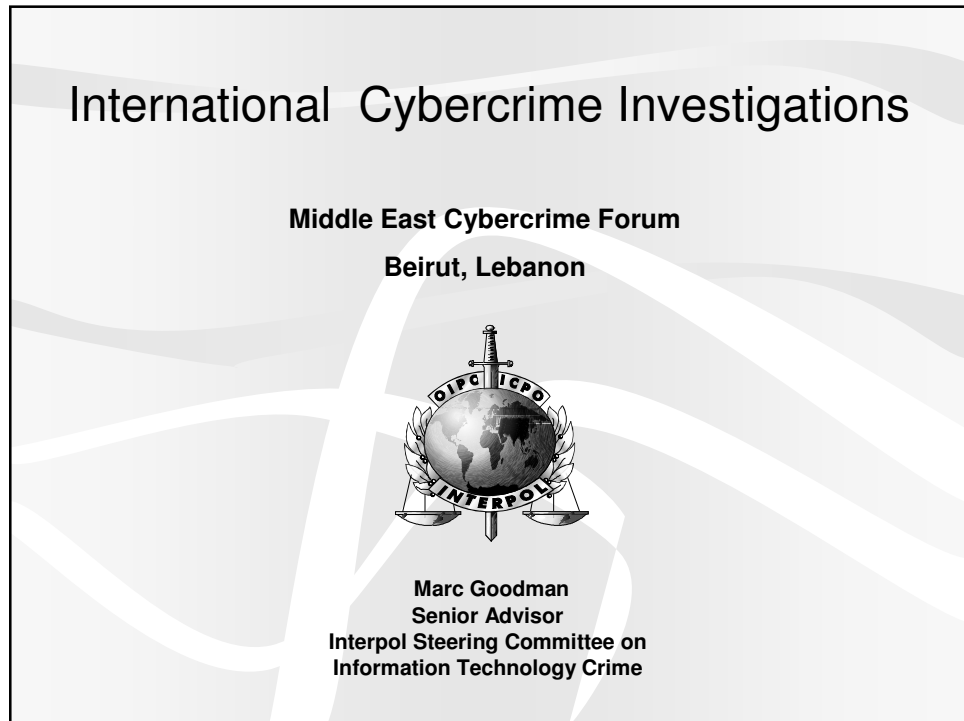 International  Cybercrime Investigations
Middle East Cybercrime Forum
Beirut, Lebanon
OIPC ICPO
INTERPOL
Marc Goodman
Senior Advisor
Interpol Steering Committee on
Information Technology Crime